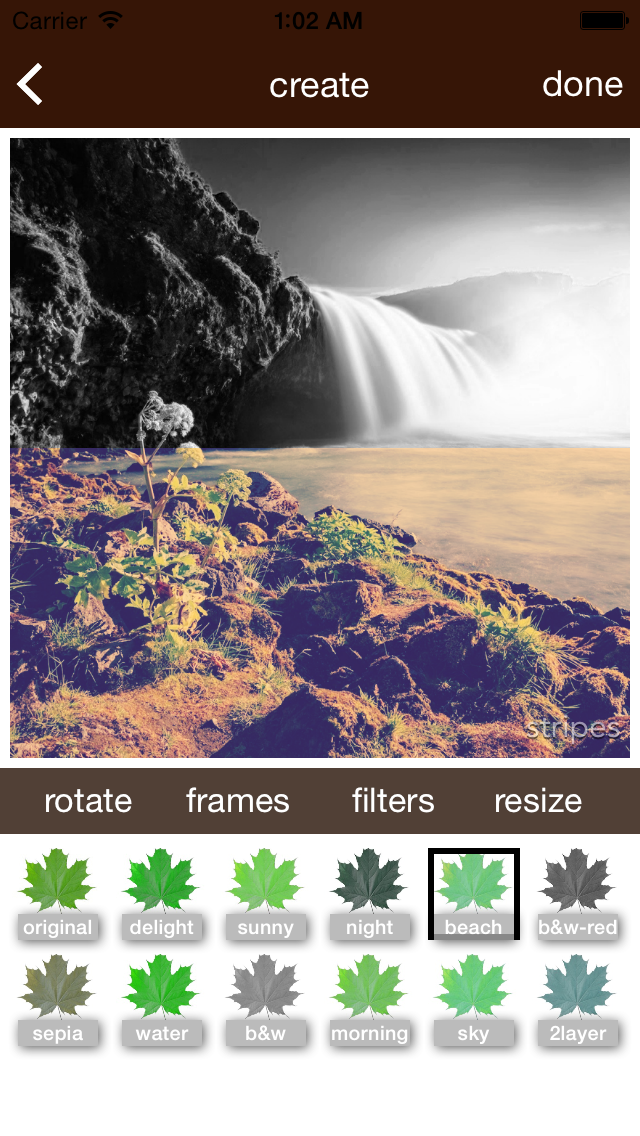 Carrier 1:02 AM
create done
stripes
rotate frames filters resize
original delight sunny night beach b&w-red
sepia water b&w morning sky 2layer